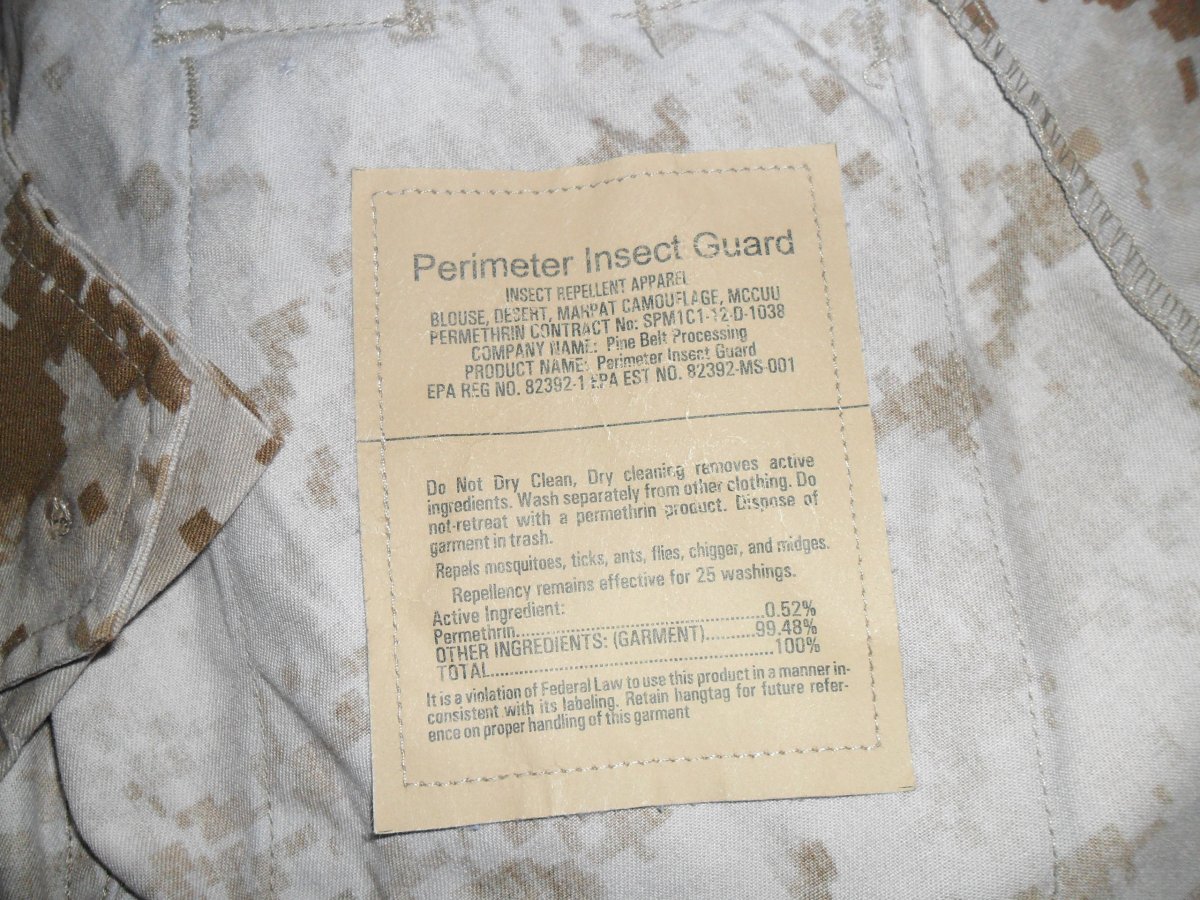 Perimeter Insect Guard
INSECT REPELLENT APPAREL
BLOUSE, DESERT, MARPAT CAMOUFLAGE, MCCUU
PERMETHRIN CONTRACT No: SPM1C1-12-D-1038
COMPANY NAME: Pine Belt Processing
PRODUCT NAME: Perimeter Insect Guard
EPA REG NO. 82392-1 EPA EST NO. 82392-MS-001
Do Not Dry Clean, Dry cleaning removes active
ingredients. Wash separately from other clothing. Do
not-retreat with a permethrin product. Dispose of
garment in trash.
Repels mosquitoes, ticks, ants, flies, chigger, and midges.
Repellency remains effective for 25 washings.
Active Ingredient:
Permethrin..........................................0.52%
OTHER INGREDIENTS: (GARMENT)..........99.48%
TOTAL................................................100%
It is a violation of Federal Law to use this product in a manner in-
consistent with its labeling. Retain hangtag for future refer-
ence on proper handling of this garment